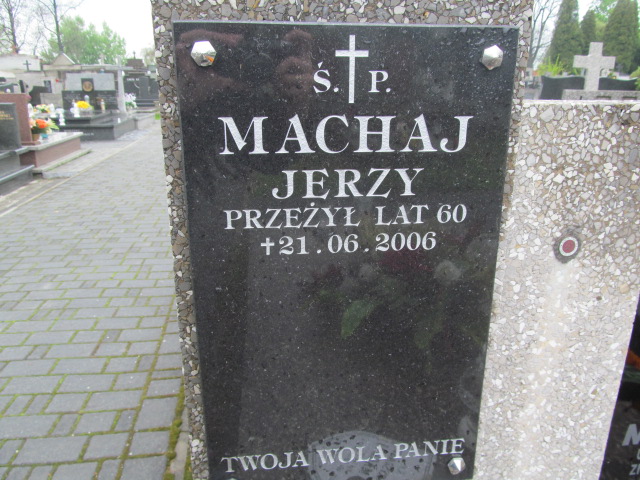 Ś. P.
MACHAJ
JERZY
PRZEŻYŁ LAT 60
†21.06.2006
TWOJA WOLA PANIE